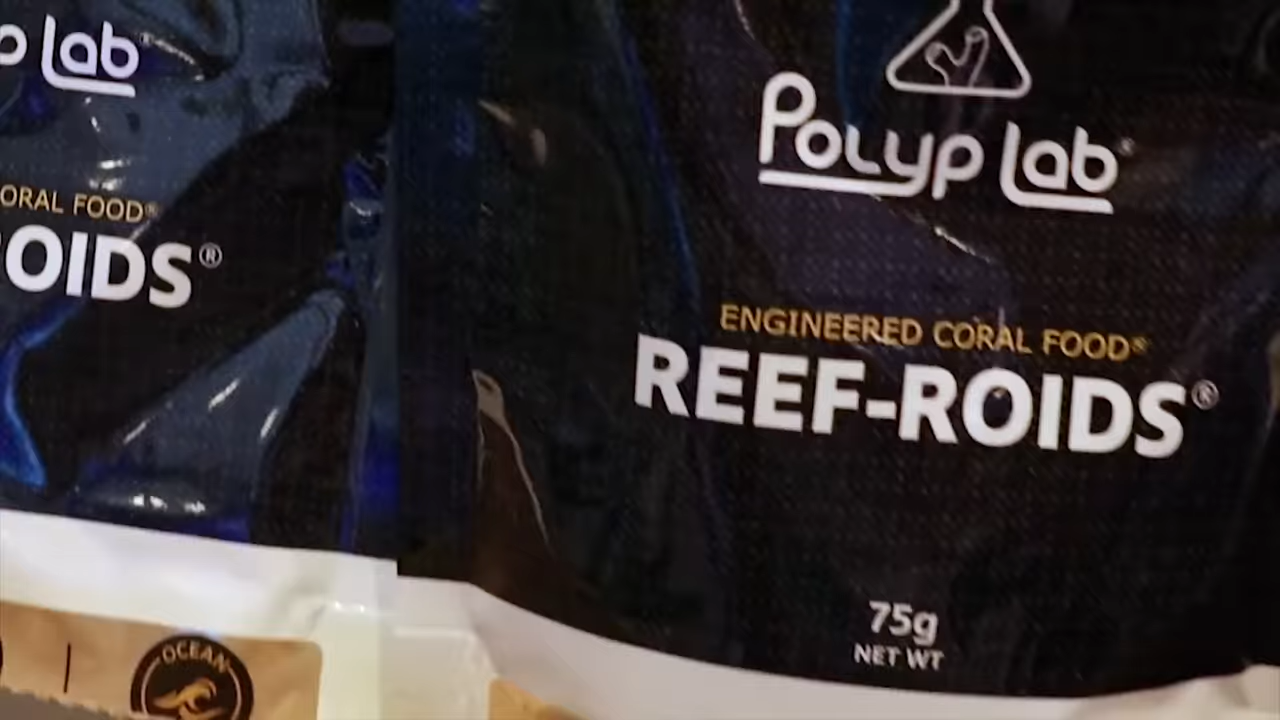 p Lab
ORAL FOOD®
OIDS®
Polyp Lab
ENGINEERED CORAL FOOD®
REEF-ROIDS®
75g
NET WT
OCEAN